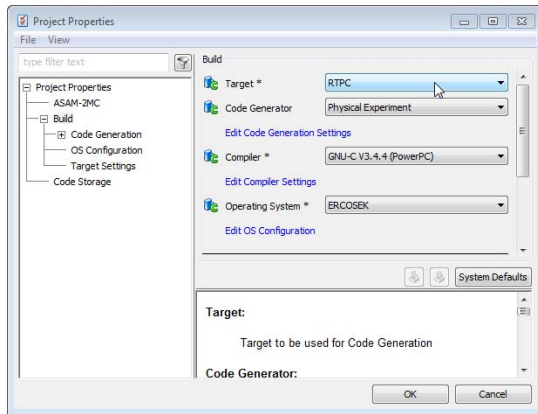 Project Properties
File View
type filter text
Project Properties
ASAM-2MC
Build
Code Generation
OS Configuration
Target Settings
Code Storage
Build
Target * RTPC
Code Generator Physical Experiment
Edit Code Generation Settings
Compiler * GNU-C V3.4.4 (PowerPC)
Edit Compiler Settings
Operating System * ERCOSEK
Edit OS Configuration
System Defaults
Target:
Target to be used for Code Generation
Code Generator:
OK Cancel